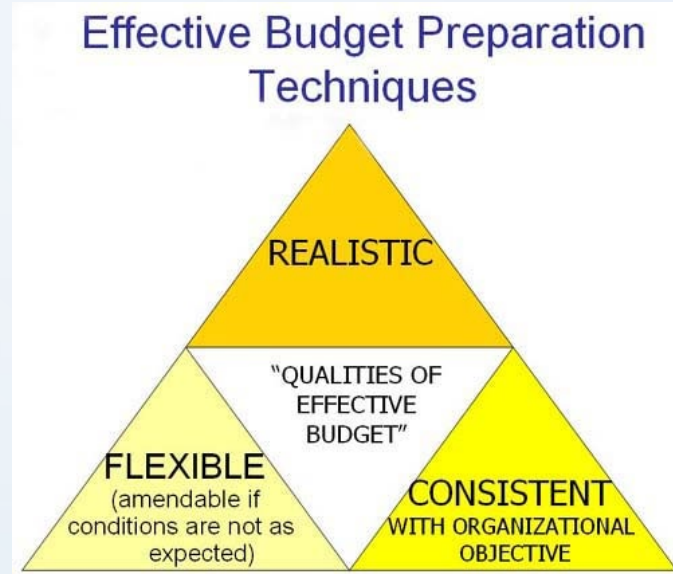 Effective Budget Preparation
Techniques
REALISTIC
"QUALITIES OF
EFFECTIVE
BUDGET"
FLEXIBLE
(amendable if
conditions are not as
expected)
CONSISTENT
WITH ORGANIZATIONAL
OBJECTIVE